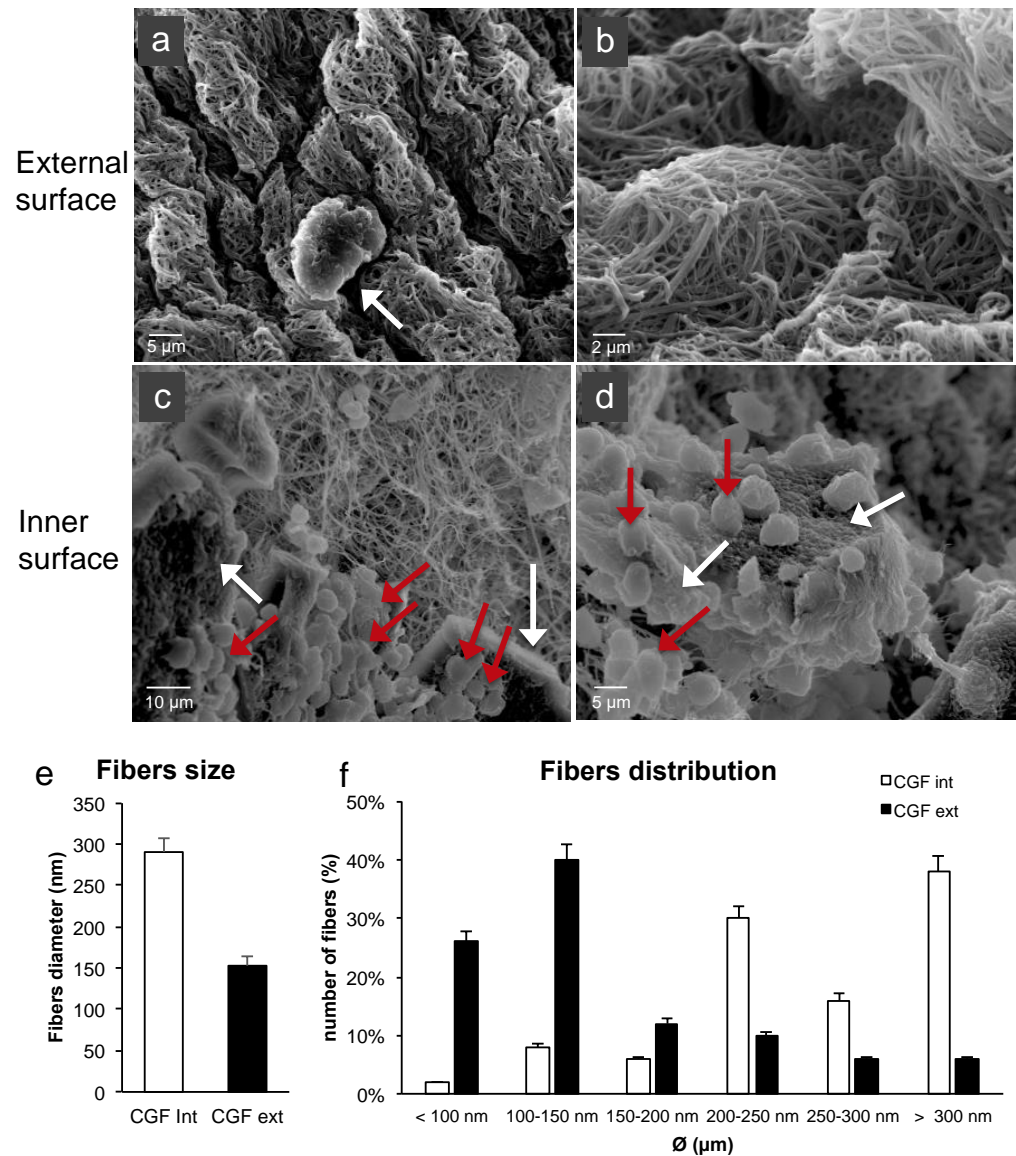 a
b
External
surface
5 µm
2 µm
c
d
Inner
surface
10 µm
5 µm
e
Fibers size
350
300
250
200
150
100
50
0
Fibers diameter (nm)
CGF Int
CGF ext
f
Fibers distribution
CGF int
CGF ext
50%
40%
30%
20%
10%
0%
number of fibers (%)
< 100 nm
100-150 nm
150-200 nm
200-250 nm
250-300 nm
> 300 nm
Ø (µm)